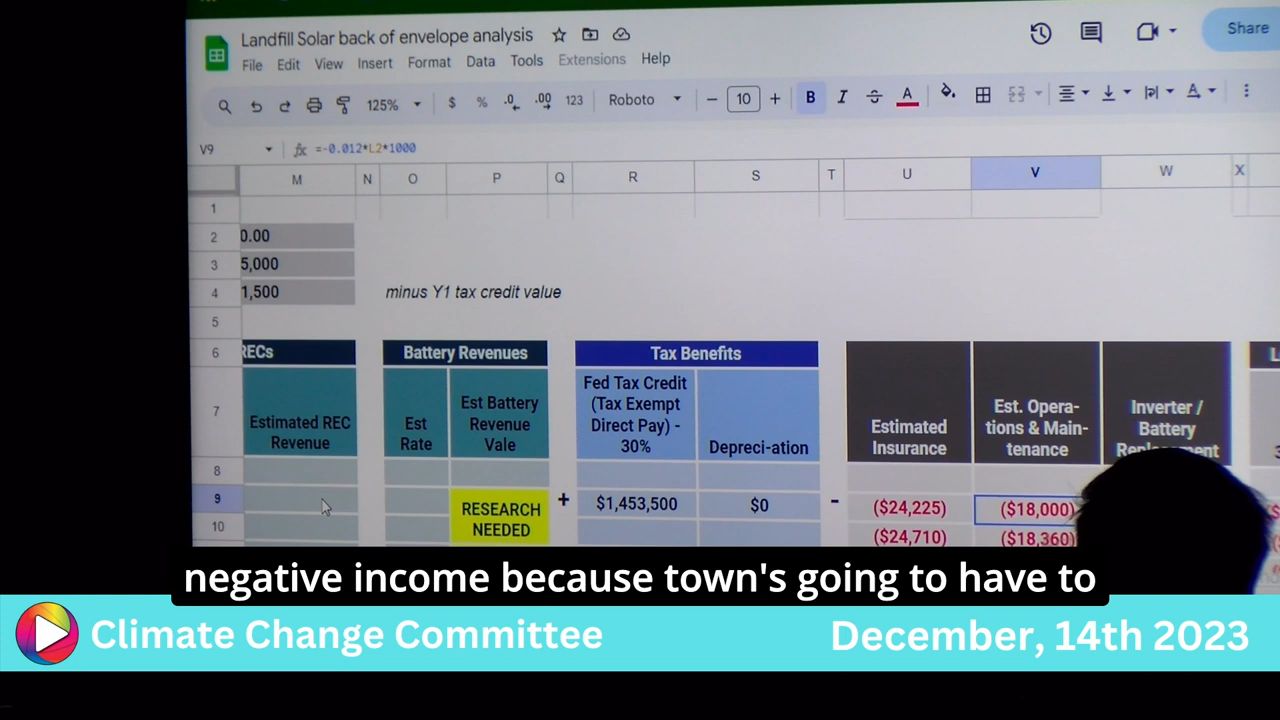 Landfill Solar back of envelope analysis
Share
File Edit View Insert Format Data Tools Extensions Help
125% $ % .0 .00 123 Roboto - 10 + B I S A
V9 fx =-0.012*L2*1000
M N O P Q R S T U V W X
1
2 0.00
3 5,000
4 1,500 minus Y1 tax credit value
5
6 RECs Battery Revenues Tax Benefits
7
Estimated REC Revenue
Est Rate
Est Battery Revenue Vale
Fed Tax Credit (Tax Exempt Direct Pay) - 30%
Depreci-ation
Estimated Insurance
Est. Opera-tions & Main-tenance
Inverter / Battery Replacement
8
9 RESEARCH NEEDED + $1,453,500 $0 - ($24,225) ($18,000)
10 ($24,710) ($18,360)
negative income because town's going to have to
Climate Change Committee
December, 14th 2023